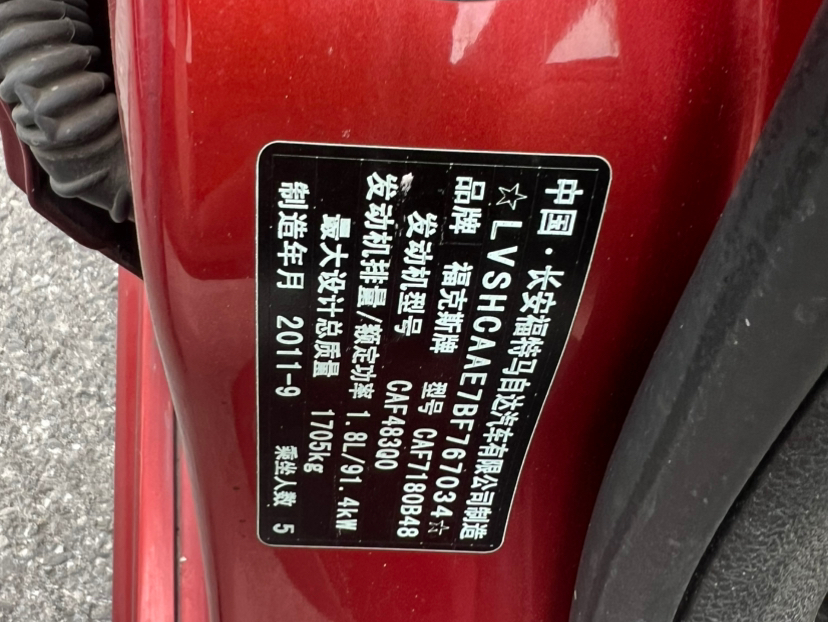 中国·长安福特马自达汽车有限公司制造
☆LVSHCAAE7BF767034☆
品牌 福克斯牌 型号 CAF7180B48
发动机型号 CAF483Q0
发动机排量/额定功率 1.8L/91.4kW
最大设计总质量 1705kg
制造年月 2011-9 乘坐人数 5